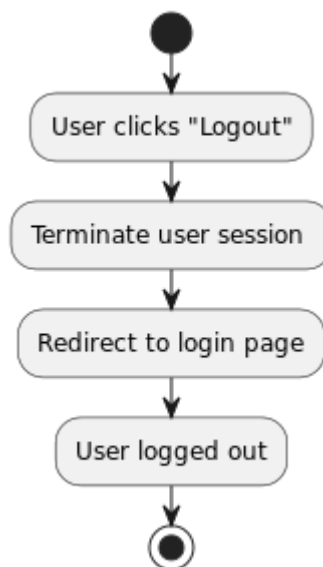 User clicks "Logout"
Terminate user session
Redirect to login page
User logged out